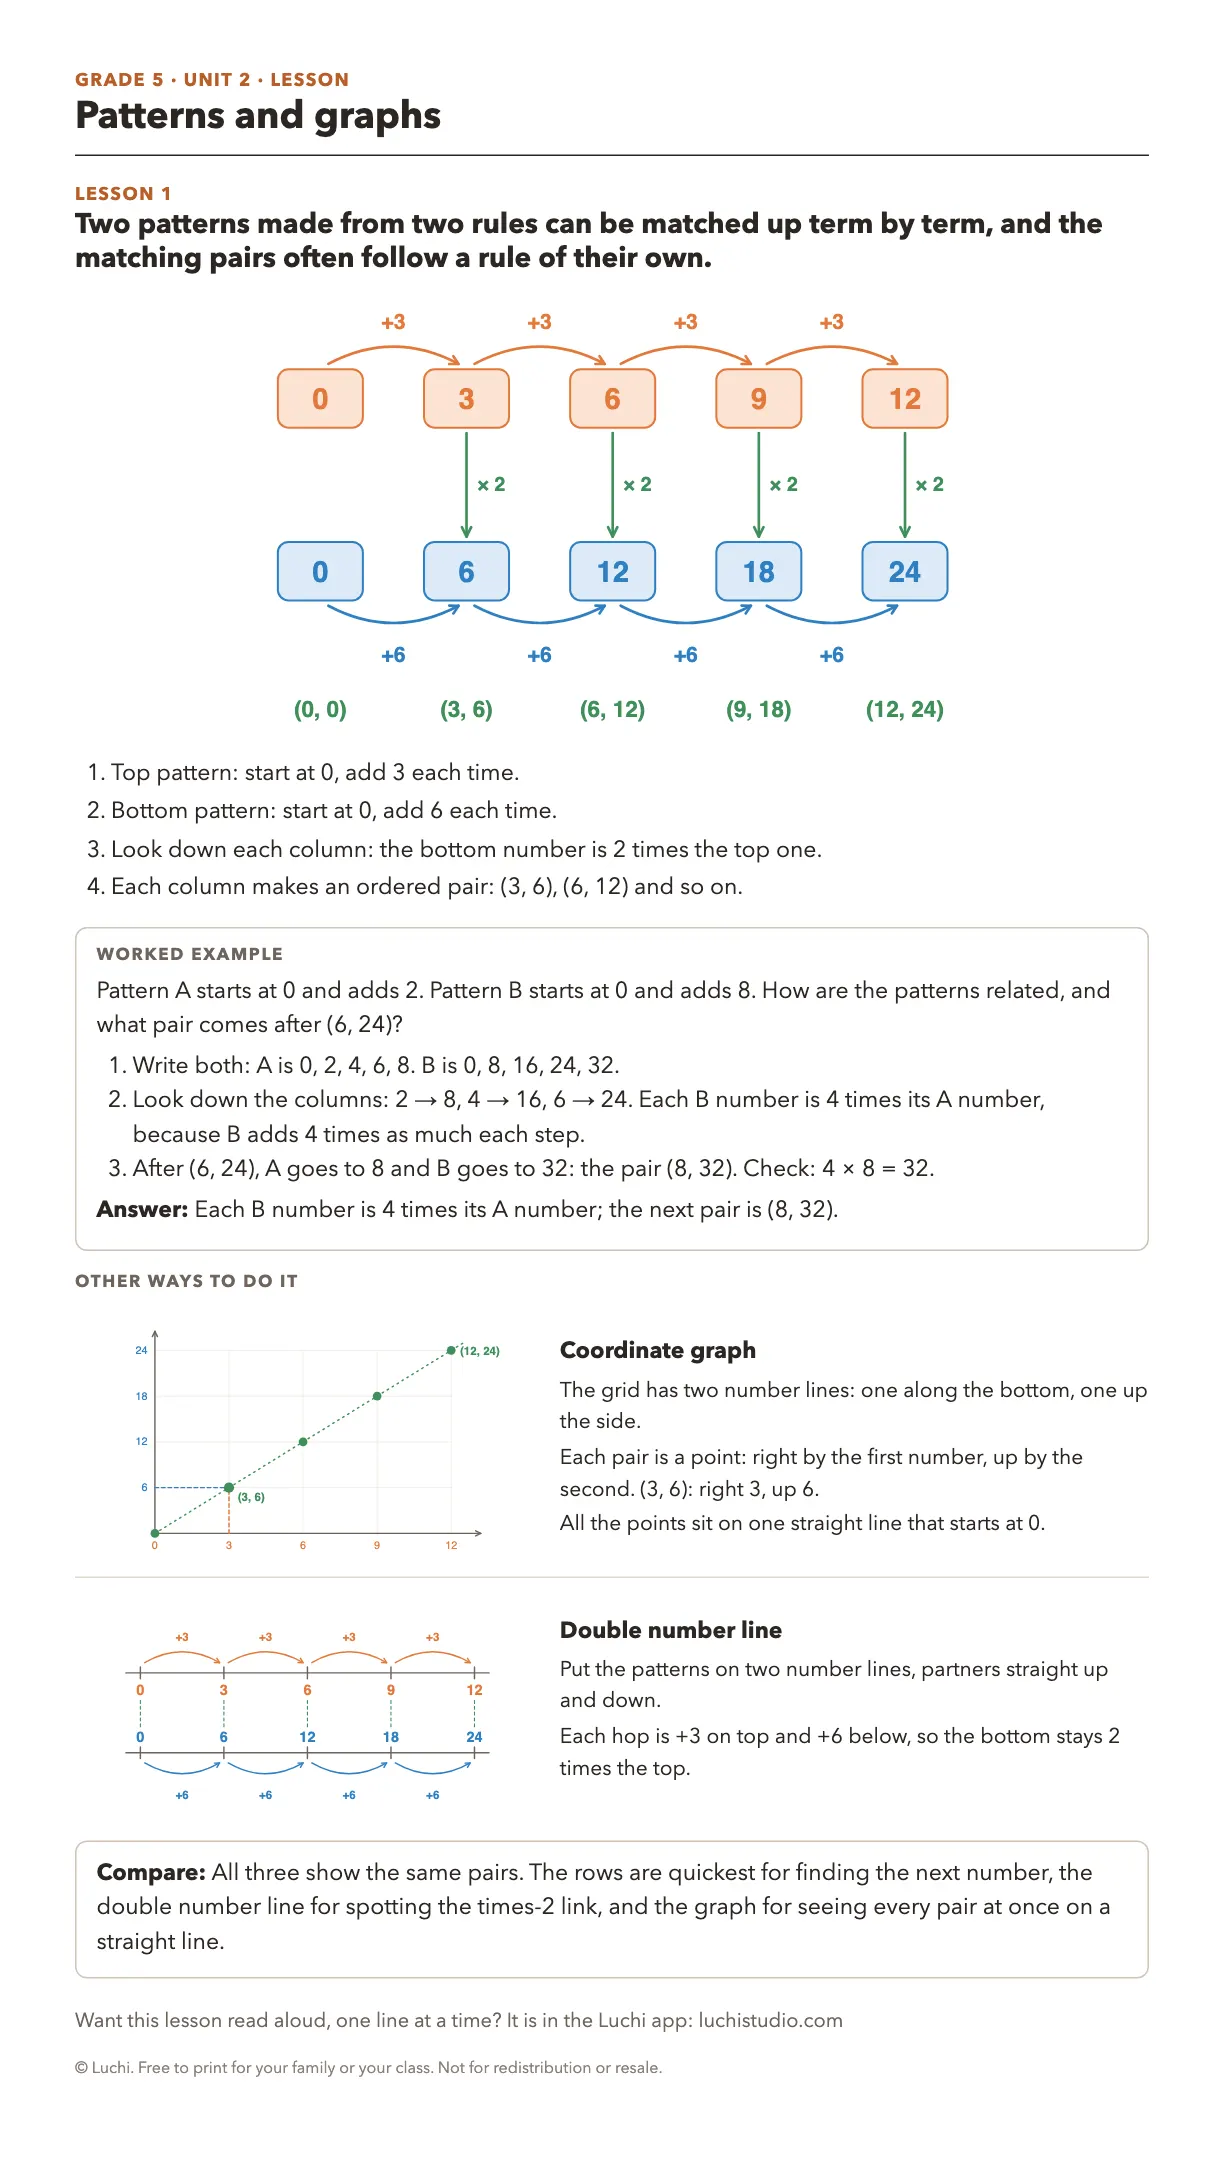 GRADE 5 · UNIT 2 · LESSON
Patterns and graphs
LESSON 1
Two patterns made from two rules can be matched up term by term, and the
matching pairs often follow a rule of their own.
+3 +3 +3 +3
0 3 6 9 12
× 2 × 2 × 2 × 2
0 6 12 18 24
+6 +6 +6 +6
(0, 0) (3, 6) (6, 12) (9, 18) (12, 24)
1. Top pattern: start at 0, add 3 each time.
2. Bottom pattern: start at 0, add 6 each time.
3. Look down each column: the bottom number is 2 times the top one.
4. Each column makes an ordered pair: (3, 6), (6, 12) and so on.
WORKED EXAMPLE
Pattern A starts at 0 and adds 2. Pattern B starts at 0 and adds 8. How are the patterns related, and
what pair comes after (6, 24)?
1. Write both: A is 0, 2, 4, 6, 8. B is 0, 8, 16, 24, 32.
2. Look down the columns: 2 → 8, 4 → 16, 6 → 24. Each B number is 4 times its A number,
because B adds 4 times as much each step.
3. After (6, 24), A goes to 8 and B goes to 32: the pair (8, 32). Check: 4 × 8 = 32.
Answer: Each B number is 4 times its A number; the next pair is (8, 32).
OTHER WAYS TO DO IT
24 (12, 24)
18
12
6 (3, 6)
0 3 6 9 12
Coordinate graph
The grid has two number lines: one along the bottom, one up
the side.
Each pair is a point: right by the first number, up by the
second. (3, 6): right 3, up 6.
All the points sit on one straight line that starts at 0.
+3 +3 +3 +3
0 3 6 9 12
0 6 12 18 24
+6 +6 +6 +6
Double number line
Put the patterns on two number lines, partners straight up
and down.
Each hop is +3 on top and +6 below, so the bottom stays 2
times the top.
Compare: All three show the same pairs. The rows are quickest for finding the next number, the
double number line for spotting the times-2 link, and the graph for seeing every pair at once on a
straight line.
Want this lesson read aloud, one line at a time? It is in the Luchi app: luchistudio.com
© Luchi. Free to print for your family or your class. Not for redistribution or resale.